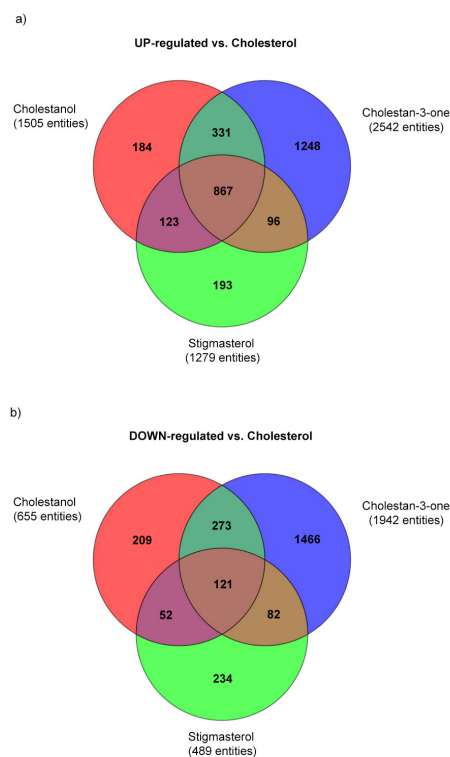 a)
UP-regulated vs. Cholesterol
Cholestanol
(1505 entities)
Cholestan-3-one
(2542 entities)
184
331
1248
867
123
96
193
Stigmasterol
(1279 entities)
b)
DOWN-regulated vs. Cholesterol
Cholestanol
(655 entities)
Cholestan-3-one
(1942 entities)
209
273
1466
121
52
82
234
Stigmasterol
(489 entities)